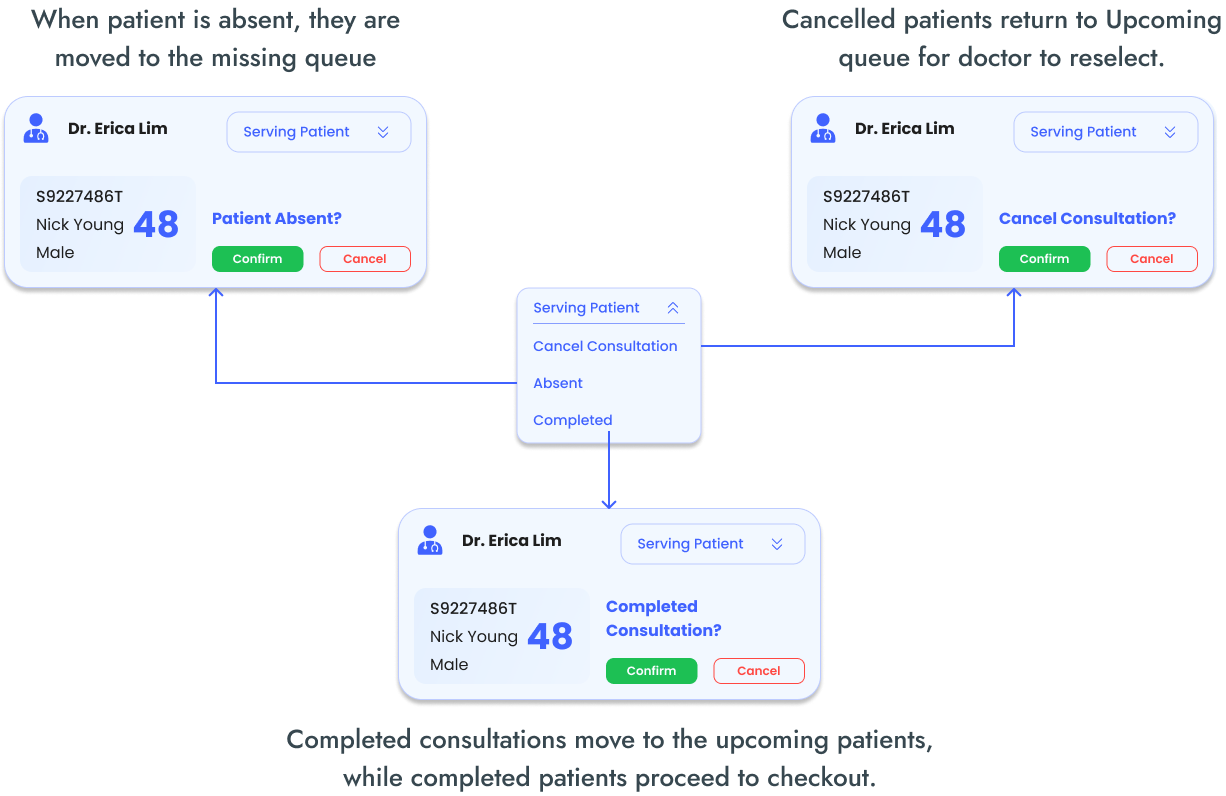 When patient is absent, they are
moved to the missing queue
Cancelled patients return to Upcoming
queue for doctor to reselect.
Dr. Erica Lim
Serving Patient
S9227486T
Nick Young
Male
48
Patient Absent?
Confirm
Cancel
Dr. Erica Lim
Serving Patient
S9227486T
Nick Young
Male
48
Cancel Consultation?
Confirm
Cancel
Serving Patient
Cancel Consultation
Absent
Completed
Dr. Erica Lim
Serving Patient
S9227486T
Nick Young
Male
48
Completed
Consultation?
Confirm
Cancel
Completed consultations move to the upcoming patients,
while completed patients proceed to checkout.